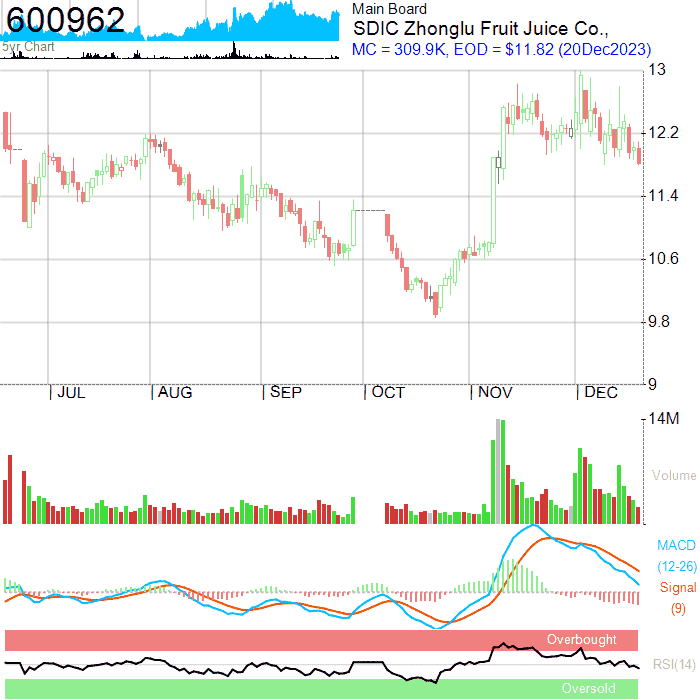 600962
5yr Chart
Main Board
SDIC Zhonglu Fruit Juice Co.,
MC = 309.9K, EOD = $11.82 (20Dec2023)
13
12.2
11.4
10.6
9.8
9
JUL AUG SEP OCT NOV DEC
14M
Volume
MACD
(12-26)
Signal
(9)
Overbought
RSI(14)
Oversold